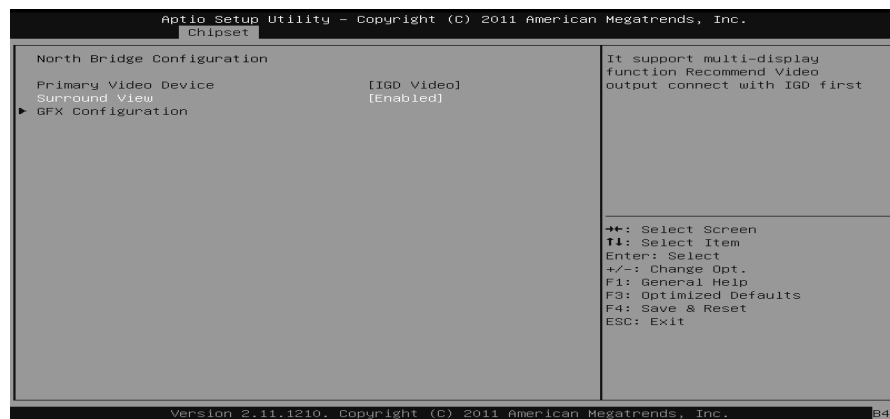 Aptio Setup Utility – Copyright (C) 2011 American Megatrends, Inc.
Chipset
North Bridge Configuration
Primary Video Device [IGD Video]
Surround View [Enabled]
► GFX Configuration
It support multi-display
function Recommend Video
output connect with IGD first
→←: Select Screen
↑↓: Select Item
Enter: Select
+/-: Change Opt.
F1: General Help
F3: Optimized Defaults
F4: Save & Reset
ESC: Exit
Version 2.11.1210. Copyright (C) 2011 American Megatrends, Inc.
B4